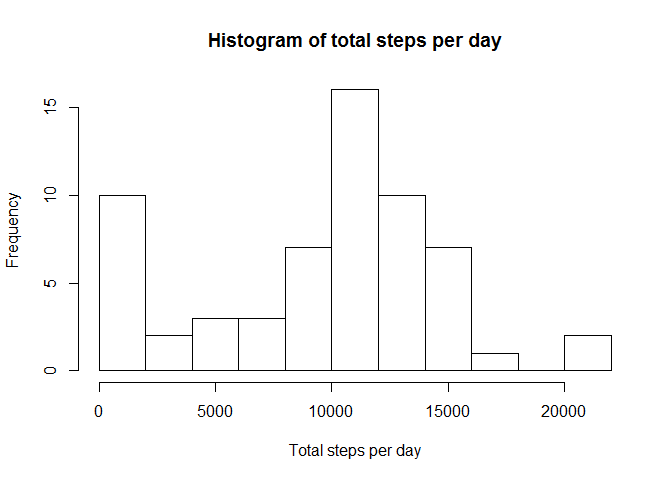 Histogram of total steps per day
Frequency
15
10
5
0
0 5000 10000 15000 20000
Total steps per day